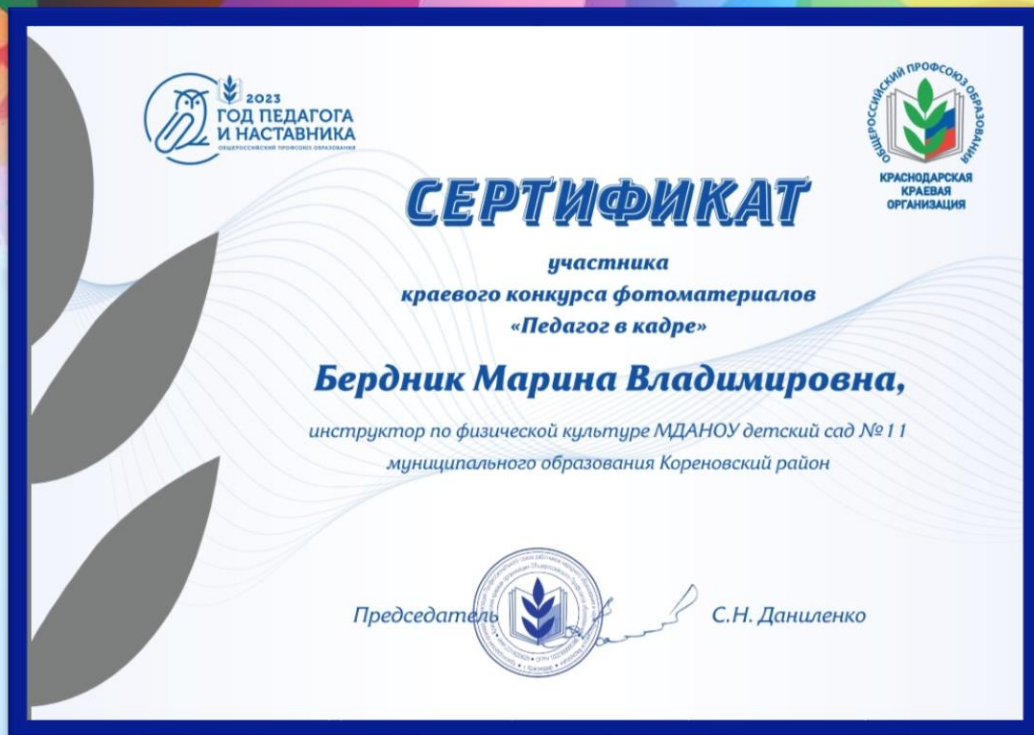 2023
ГОД ПЕДАГОГА
И НАСТАВНИКА
ОБЩЕРОССИЙСКИЙ ПРОФСОЮЗ ОБРАЗОВАНИЯ
ОБЩЕРОССИЙСКИЙ ПРОФСОЮЗ ОБРАЗОВАНИЯ
КРАСНОДАРСКАЯ
КРАЕВАЯ
ОРГАНИЗАЦИЯ
СЕРТИФИКАТ
участника
краевого конкурса фотоматериалов
«Педагог в кадре»
Бердник Марина Владимировна,
инструктор по физической культуре МДАНОУ детский сад №11
муниципального образования Кореновский район
Председатель
С.Н. Даниленко